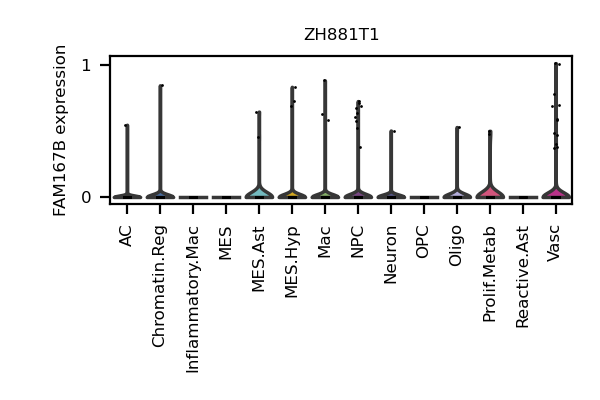 ZH881T1
FAM167B expression
1
0
AC
Chromatin.Reg
Inflammatory.Mac
MES
MES.Ast
MES.Hyp
Mac
NPC
Neuron
OPC
Oligo
Prolif.Metab
Reactive.Ast
Vasc